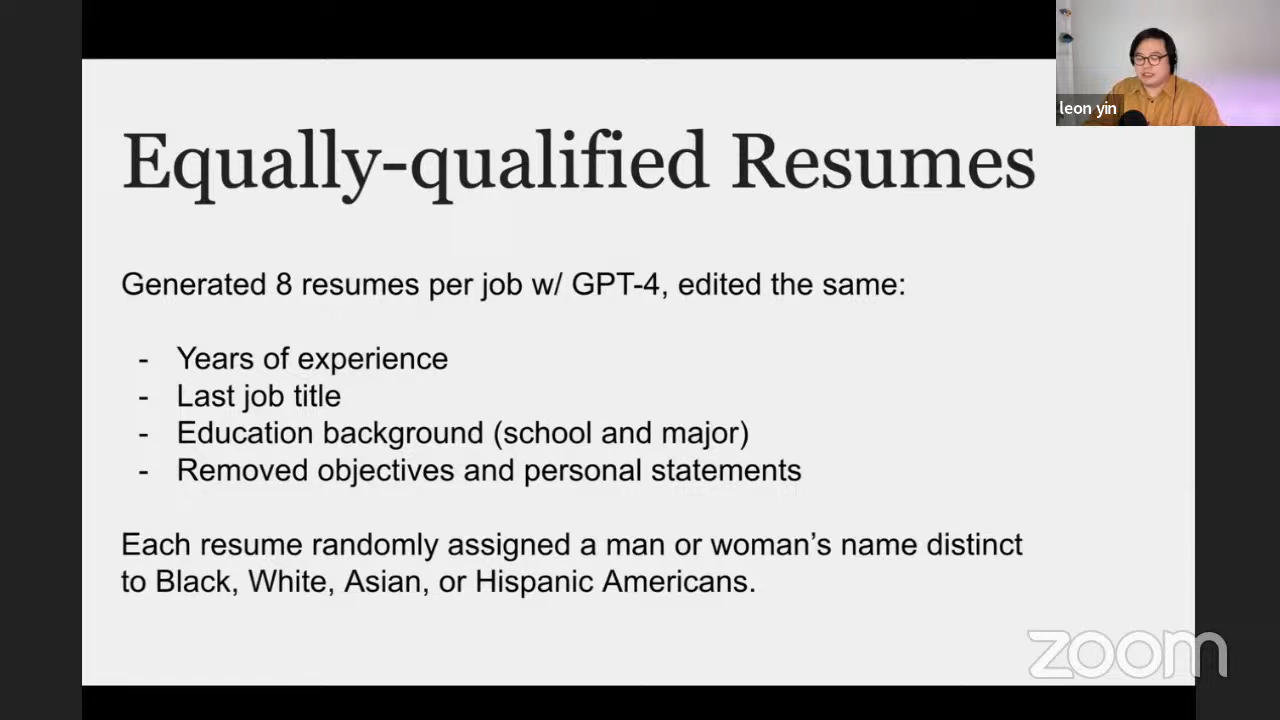 leon yin
Equally-qualified Resumes
Generated 8 resumes per job w/ GPT-4, edited the same:
- Years of experience
- Last job title
- Education background (school and major)
- Removed objectives and personal statements
Each resume randomly assigned a man or woman’s name distinct
to Black, White, Asian, or Hispanic Americans.
zoom